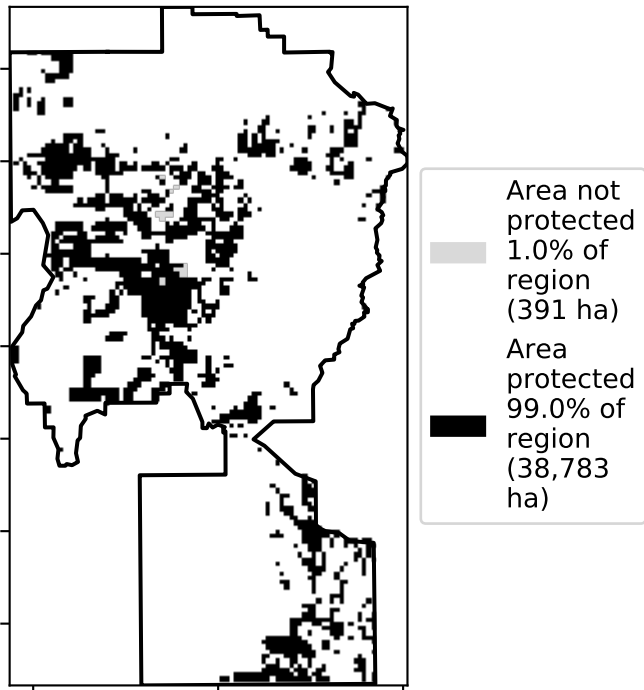 Area not
protected
1.0% of
region
(391 ha)
Area
protected
99.0% of
region
(38,783
ha)